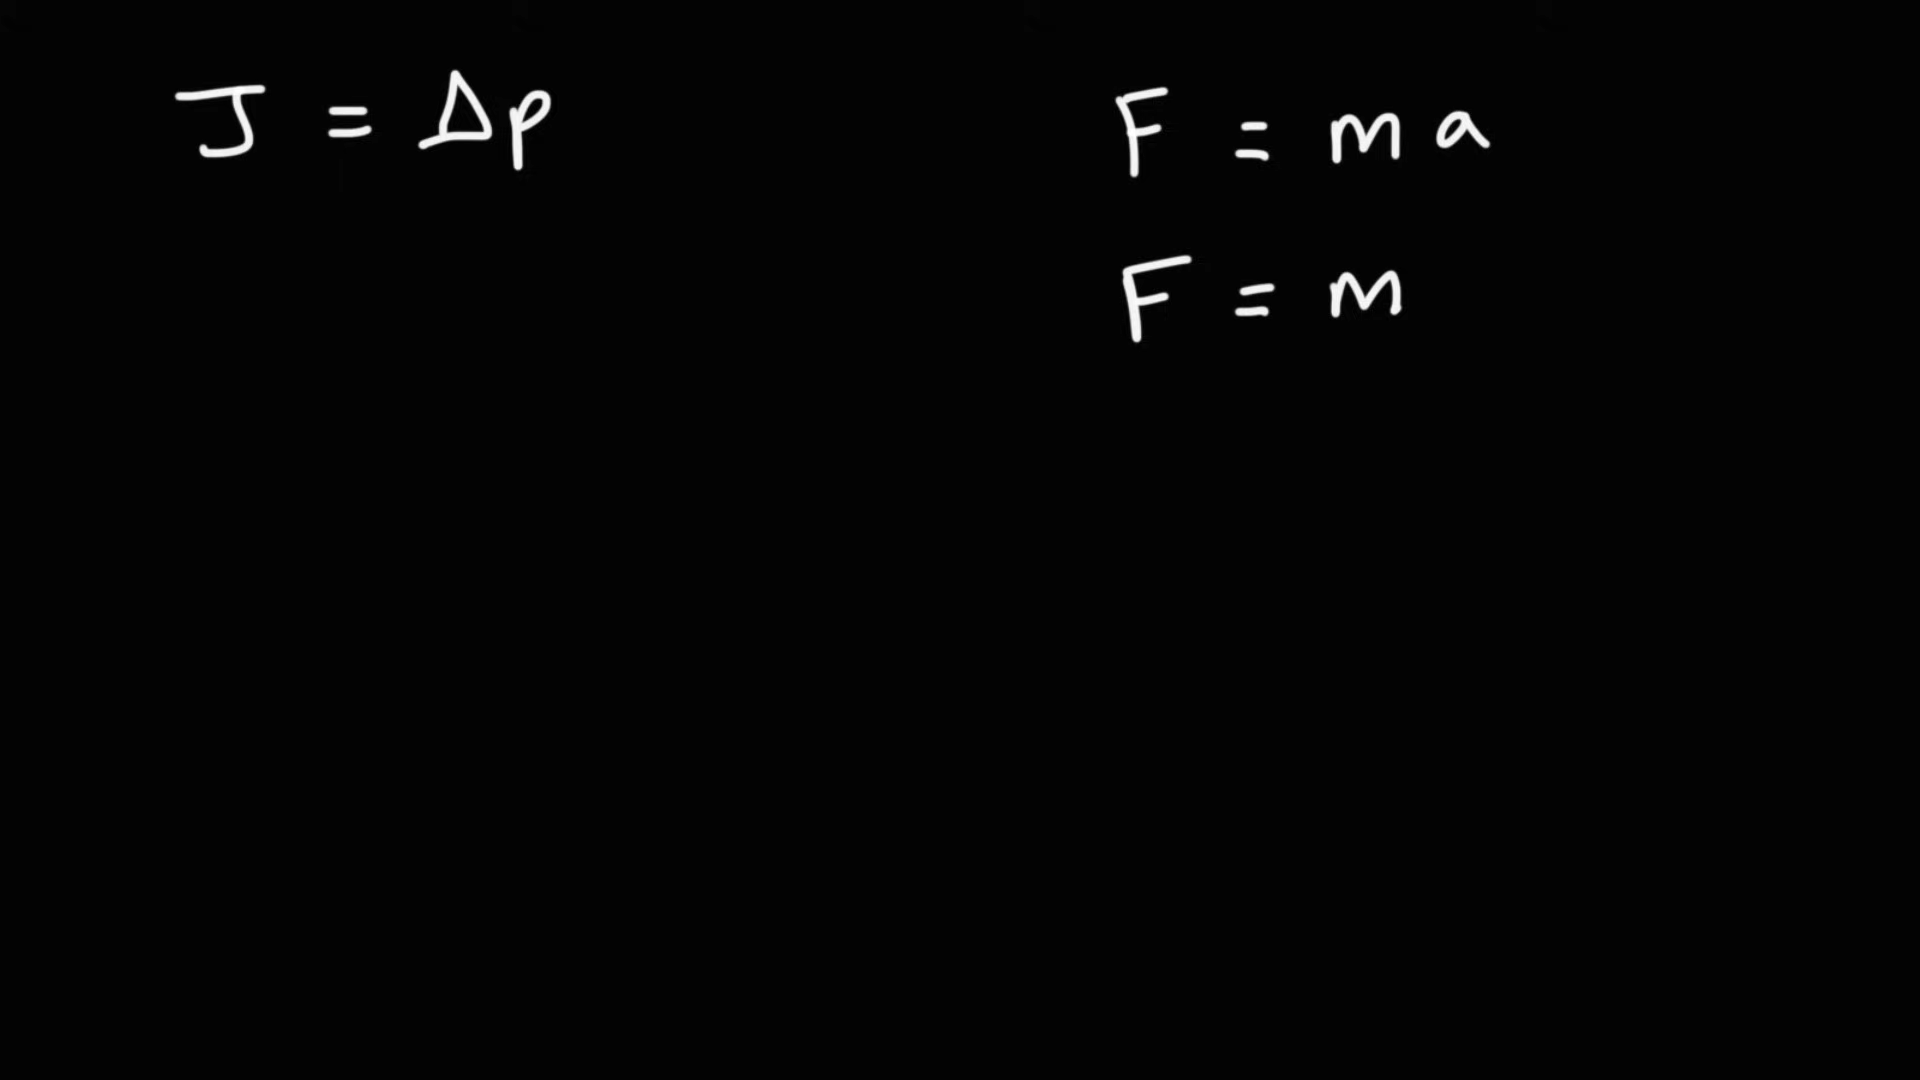 J = Δp
F = ma
F = m